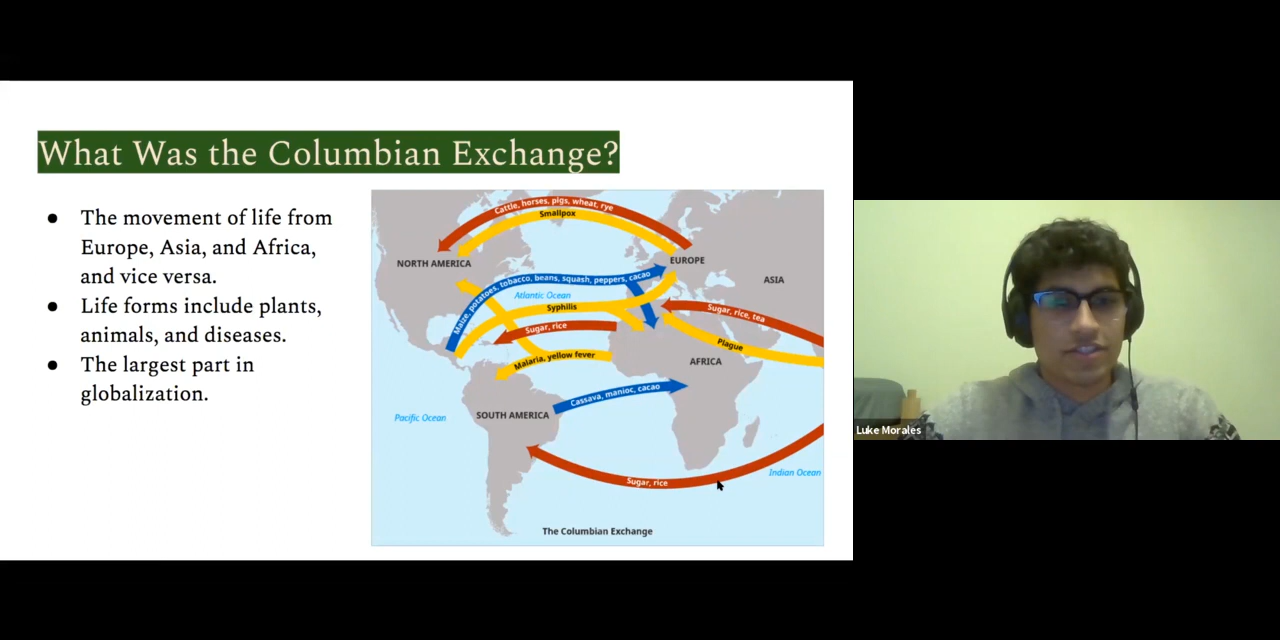 What Was the Columbian Exchange?
● The movement of life from
Europe, Asia, and Africa,
and vice versa.
● Life forms include plants,
animals, and diseases.
● The largest part in
globalization.
Cattle, horses, pigs, wheat, rye
Smallpox
NORTH AMERICA
EUROPE
ASIA
Maize, potatoes, tobacco, beans, squash, peppers, cacao
Atlantic Ocean
Syphilis
Sugar, rice, tea
Sugar, rice
Plague
Malaria, yellow fever
AFRICA
Cassava, manioc, cacao
Pacific Ocean
SOUTH AMERICA
Indian Ocean
Sugar, rice
The Columbian Exchange
Luke Morales